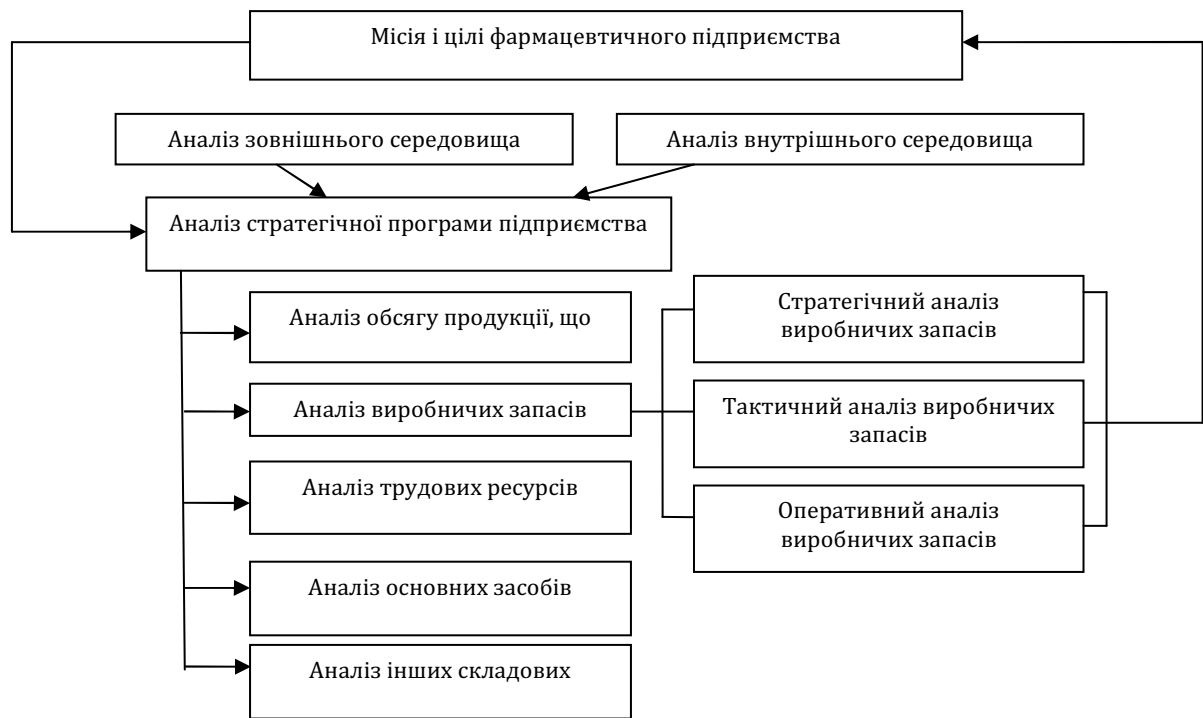 Місія і цілі фармацевтичного підприємства
Аналіз зовнішнього середовища
Аналіз внутрішнього середовища
Аналіз стратегічної програми підприємства
Аналіз обсягу продукції, що
Аналіз виробничих запасів
Аналіз трудових ресурсів
Аналіз основних засобів
Аналіз інших складових
Стратегічний аналіз
виробничих запасів
Тактичний аналіз виробничих
запасів
Оперативний аналіз
виробничих запасів